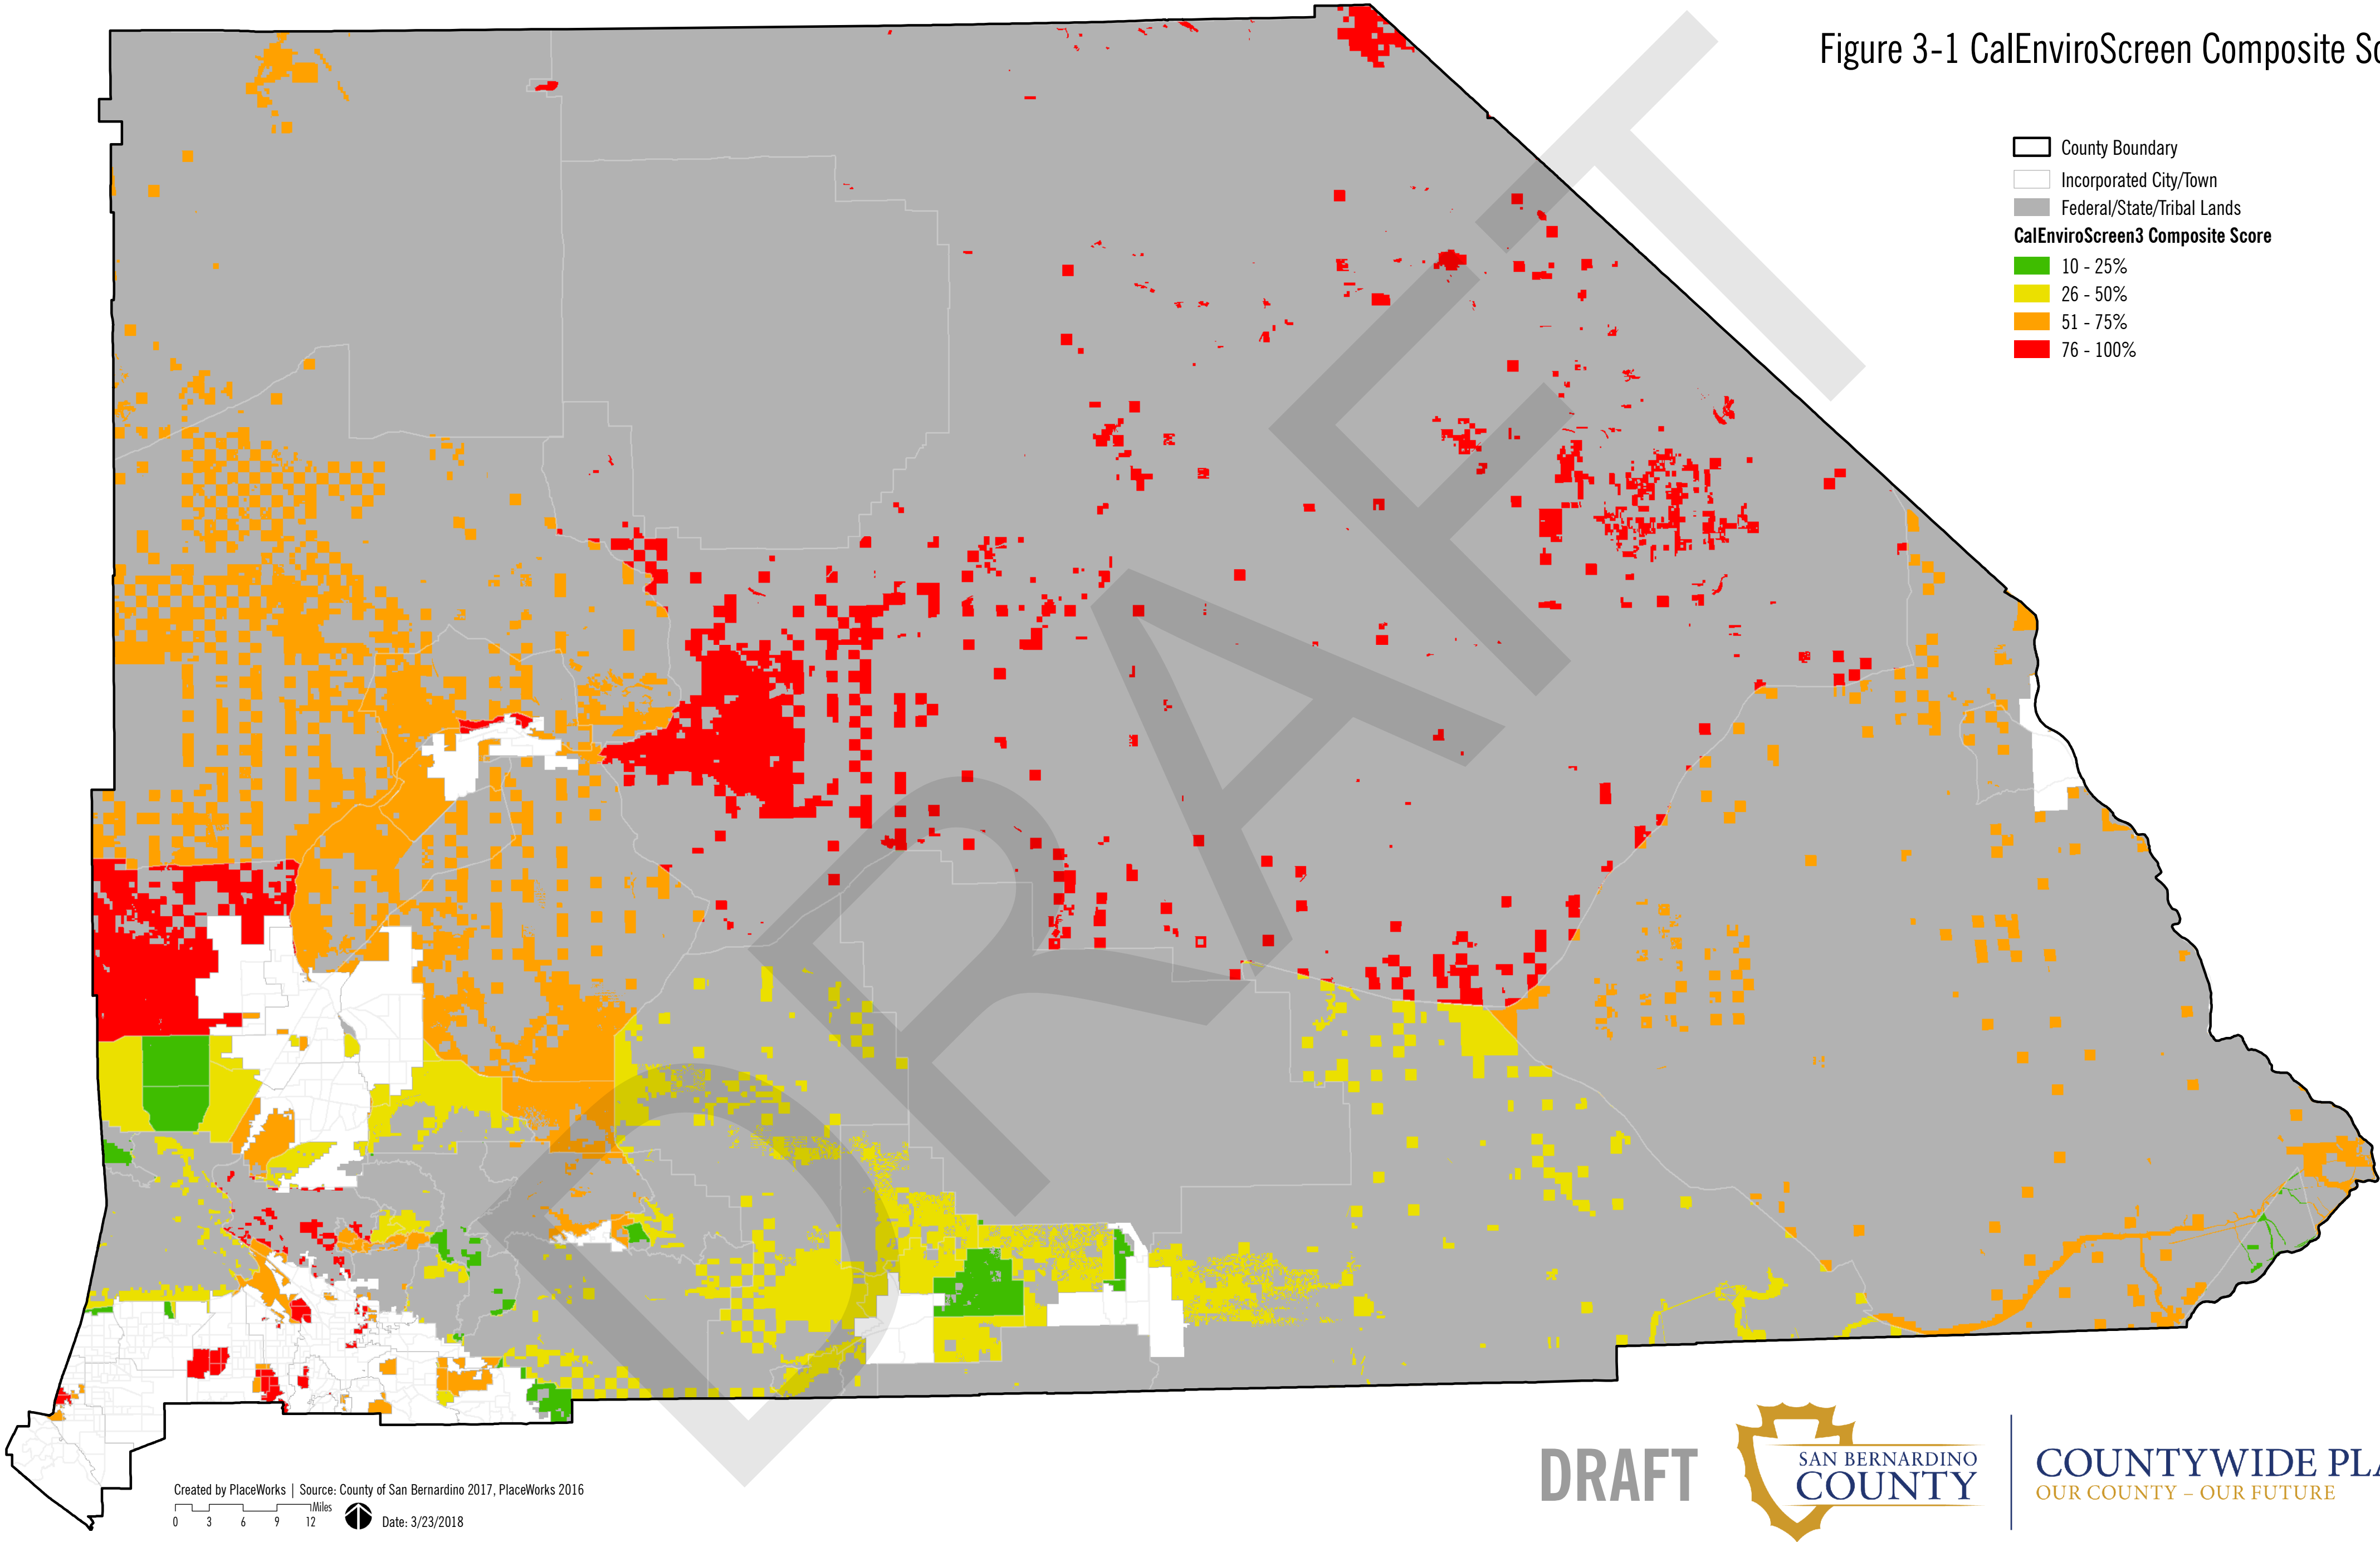 Figure 3-1 CalEnviroScreen Composite Sc
County Boundary
Incorporated City/Town
Federal/State/Tribal Lands
CalEnviroScreen3 Composite Score
10 - 25%
26 - 50%
51 - 75%
76 - 100%
DRAFT
Created by PlaceWorks | Source: County of San Bernardino 2017, PlaceWorks 2016
Miles
0 3 6 9 12
Date: 3/23/2018
DRAFT
SAN BERNARDINO
COUNTY
COUNTYWIDE PLA
OUR COUNTY – OUR FUTURE